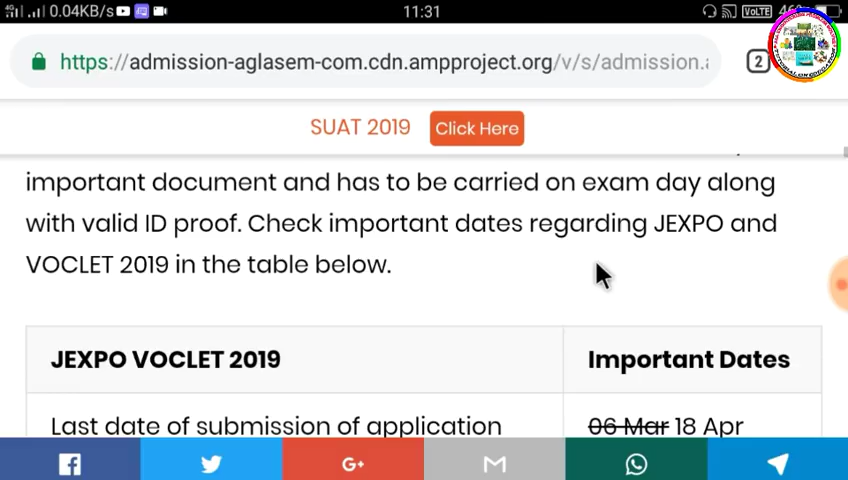 4G 0.04KB/s 11:31 VoLTE 46
https://admission-aglasem-com.cdn.ampproject.org/v/s/admission.a
2
SUAT 2019 Click Here
important document and has to be carried on exam day along
with valid ID proof. Check important dates regarding JEXPO and
VOCLET 2019 in the table below.
JEXPO VOCLET 2019 Important Dates
Last date of submission of application 06 Mar 18 Apr
f G+ M